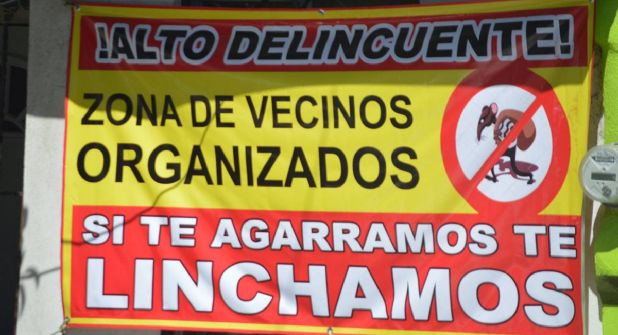 !ALTO DELINCUENTE!
ZONA DE VECINOS
ORGANIZADOS
SI TE AGARRAMOS TE
LINCHAMOS